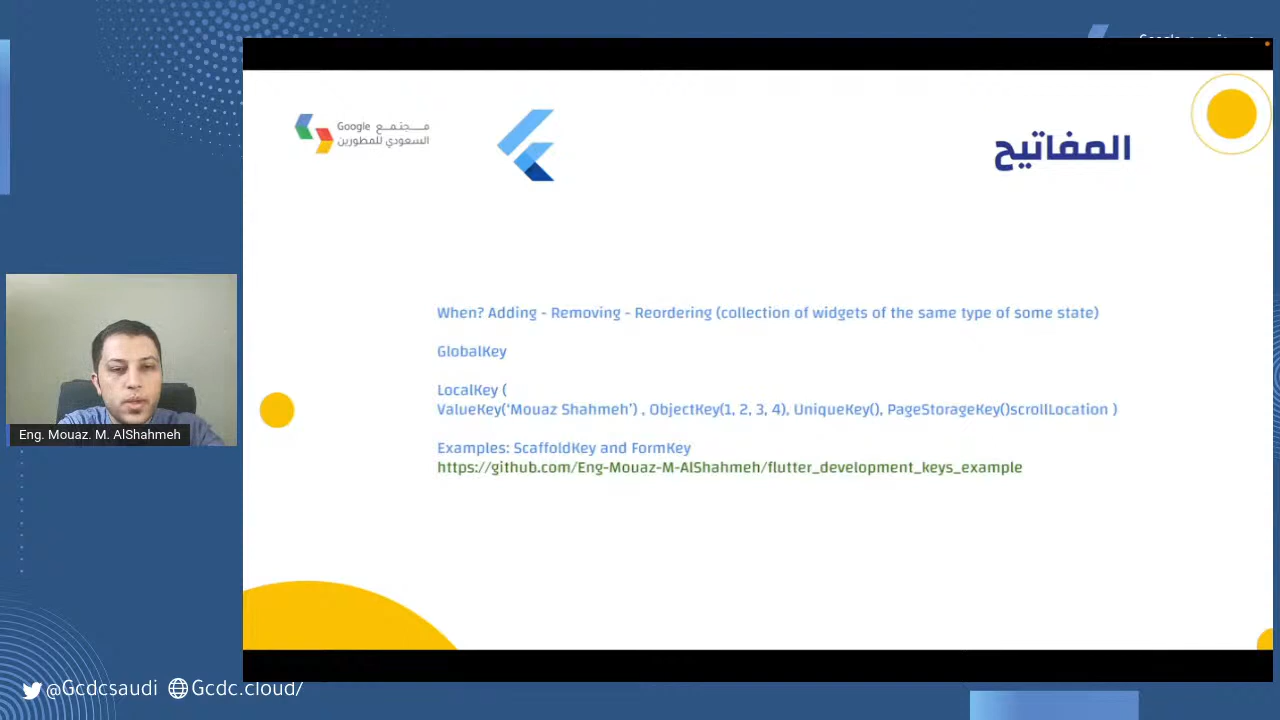 Google مـــجتمـــع
السعودي للمطورين
المفاتيح
When? Adding - Removing - Reordering (collection of widgets of the same type of some state)
GlobalKey
LocalKey (
ValueKey('Mouaz Shahmeh') , ObjectKey(1, 2, 3, 4), UniqueKey(), PageStorageKey()scrollLocation )
Examples: ScaffoldKey and FormKey
https://github.com/Eng-Mouaz-M-AlShahmeh/flutter_development_keys_example
Eng. Mouaz. M. AlShahmeh
@Gcdcsaudi Gcdc.cloud/